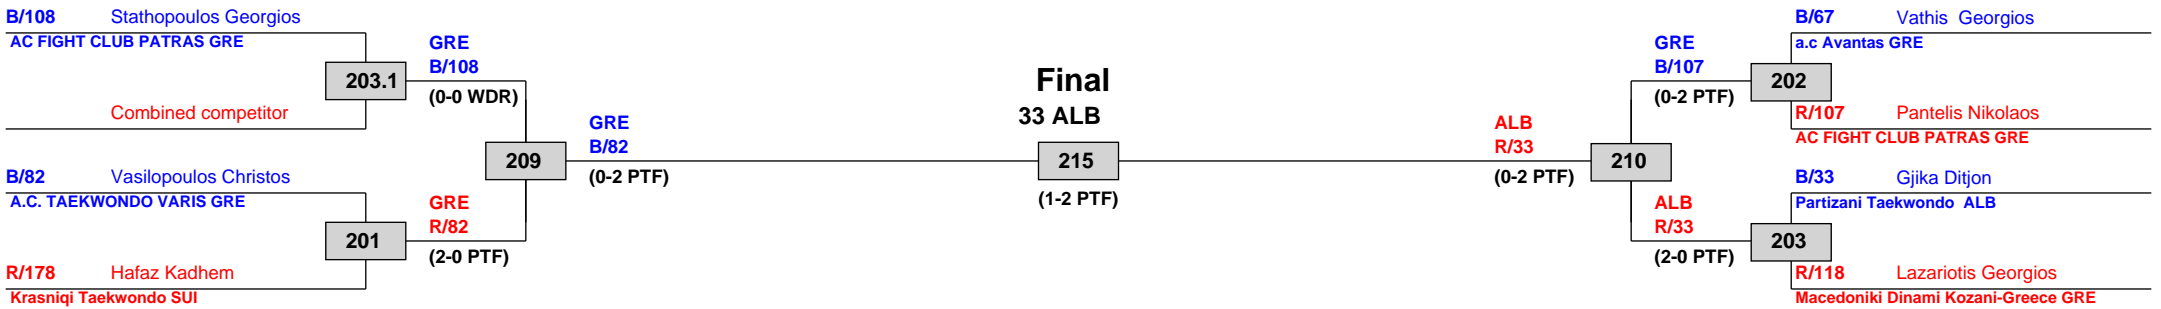 B/108 Stathopoulos Georgios
AC FIGHT CLUB PATRAS GRE
203.1
Combined competitor
GRE
B/108
(0-0 WDR)
B/82 Vasilopoulos Christos
A.C. TAEKWONDO VARIS GRE
201
R/178 Hafaz Kadhem
Krasniqi Taekwondo SUI
GRE
R/82
(2-0 PTF)
209
GRE
B/82
(0-2 PTF)
Final
33 ALB
215
(1-2 PTF)
ALB
R/33
(0-2 PTF)
210
GRE
B/107
(0-2 PTF)
ALB
R/33
(2-0 PTF)
B/67 Vathis Georgios
a.c Avantas GRE
202
R/107 Pantelis Nikolaos
AC FIGHT CLUB PATRAS GRE
B/33 Gjika Ditjon
Partizani Taekwondo ALB
203
R/118 Lazariotis Georgios
Macedoniki Dinami Kozani-Greece GRE